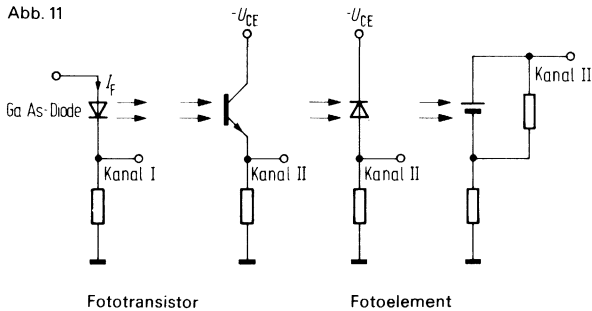 Abb. 11
-U_CE
-U_CE
I_F
Ga As-Diode
Kanal I
Kanal II
Kanal II
Kanal II
Fototransistor
Fotoelement